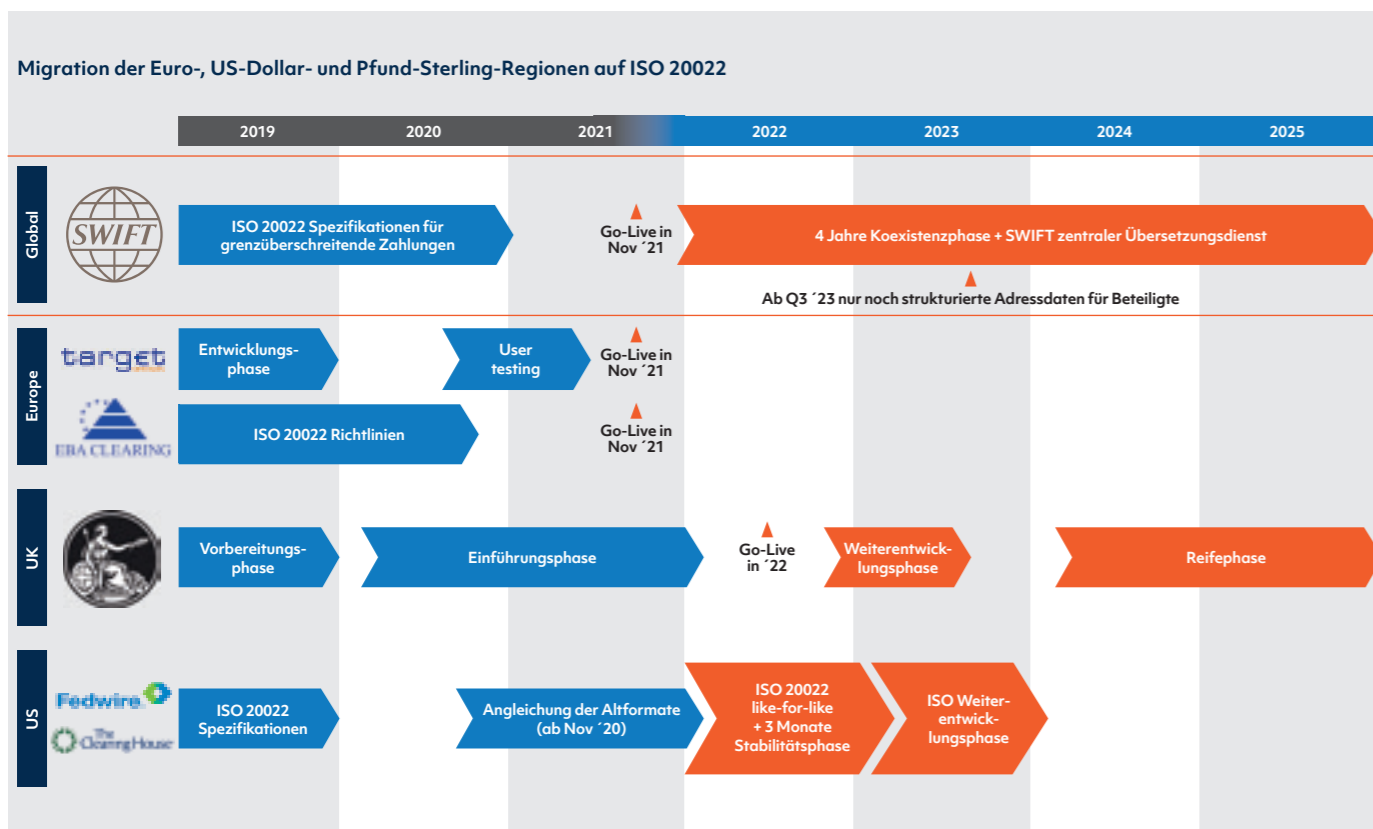 Migration der Euro-, US-Dollar- und Pfund-Sterling-Regionen auf ISO 20022
2019 2020 2021 2022 2023 2024 2025
Global
SWIFT
ISO 20022 Spezifikationen für
grenzüberschreitende Zahlungen
Go-Live in
Nov ´21
4 Jahre Koexistenzphase + SWIFT zentraler Übersetzungsdienst
Ab Q3 ´23 nur noch strukturierte Adressdaten für Beteiligte
Europe
target
Entwicklungs-
phase
User
testing
Go-Live in
Nov ´21
EBA CLEARING
ISO 20022 Richtlinien
Go-Live in
Nov ´21
UK
Vorbereitungs-
phase
Einführungsphase
Go-Live
in ´22
Weiterentwick-
lungsphase
Reifephase
US
Fedwire
The
Clearing House
ISO 20022
Spezifikationen
Angleichung der Altformate
(ab Nov ´20)
ISO 20022
like-for-like
+ 3 Monate
Stabilitätsphase
ISO Weiter-
entwick-
lungsphase